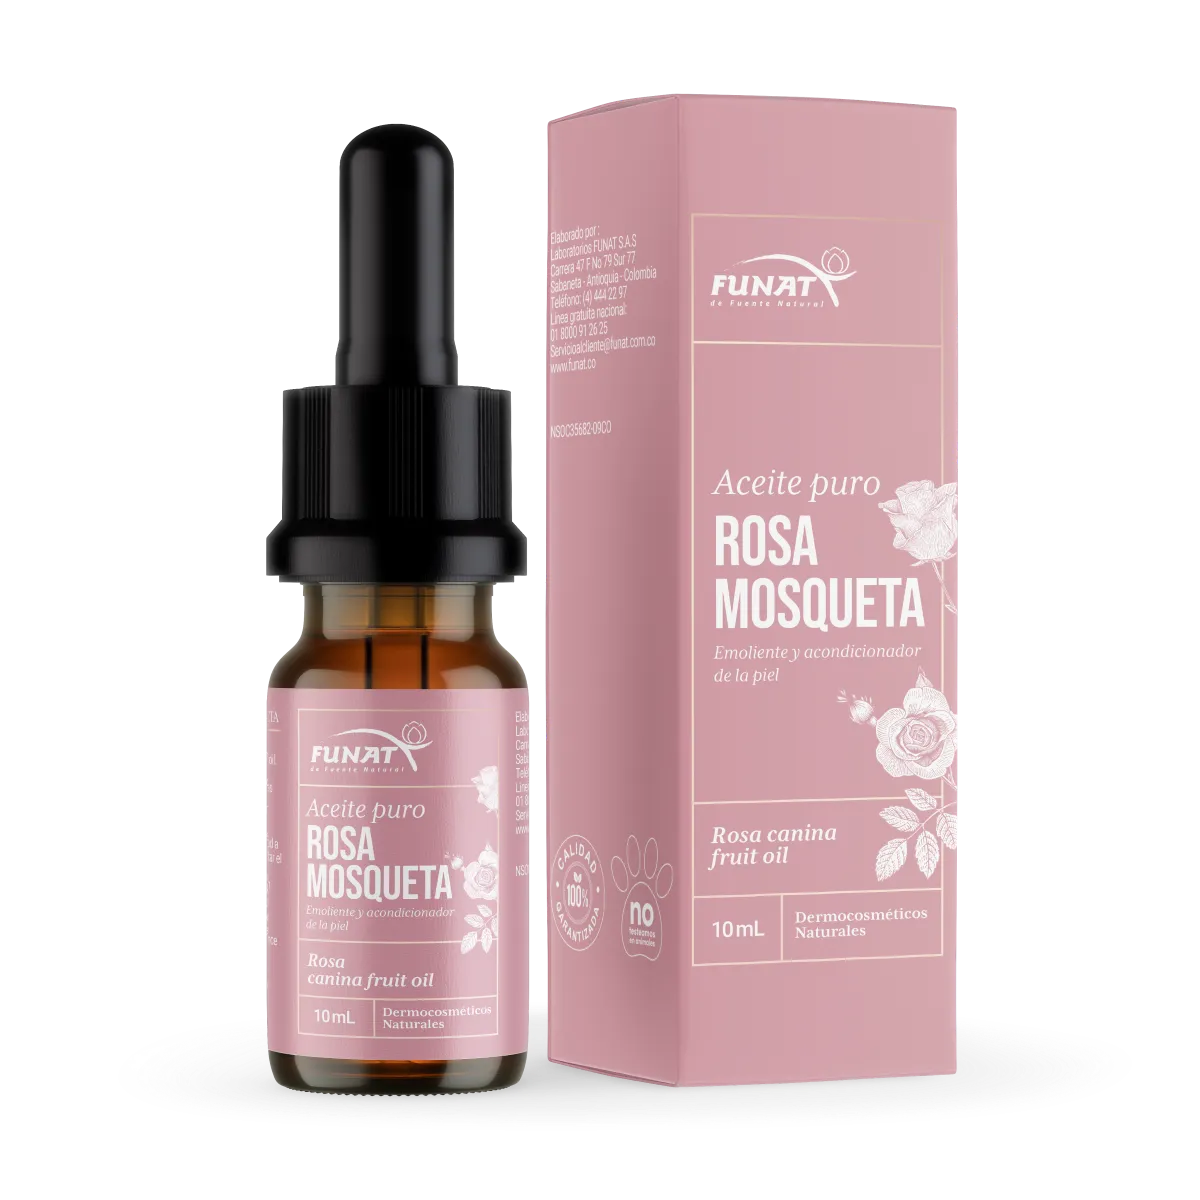 FUNAT
de Fuente Natural
Aceite puro
ROSA
MOSQUETA
Emoliente y acondicionador
de la piel
Rosa
canina fruit oil
10mL
Dermocosméticos
Naturales
Elaborado por :
Laboratorios FUNAT S.A.S
Carrera 47 F No 79 Sur 77
Sabaneta - Antioquia - Colombia
Teléfono: (4) 444 22 97
Línea gratuita nacional:
01 8000 91 26 25
Servicioalcliente@funat.com.co
www.funat.co
NSOC35682-09CO
CALIDAD
100%
GARANTIZADA
no
testeamos
en animales
FUNAT
de Fuente Natural
Aceite puro
ROSA
MOSQUETA
Emoliente y acondicionador
de la piel
Rosa canina
fruit oil
10mL
Dermocosméticos
Naturales